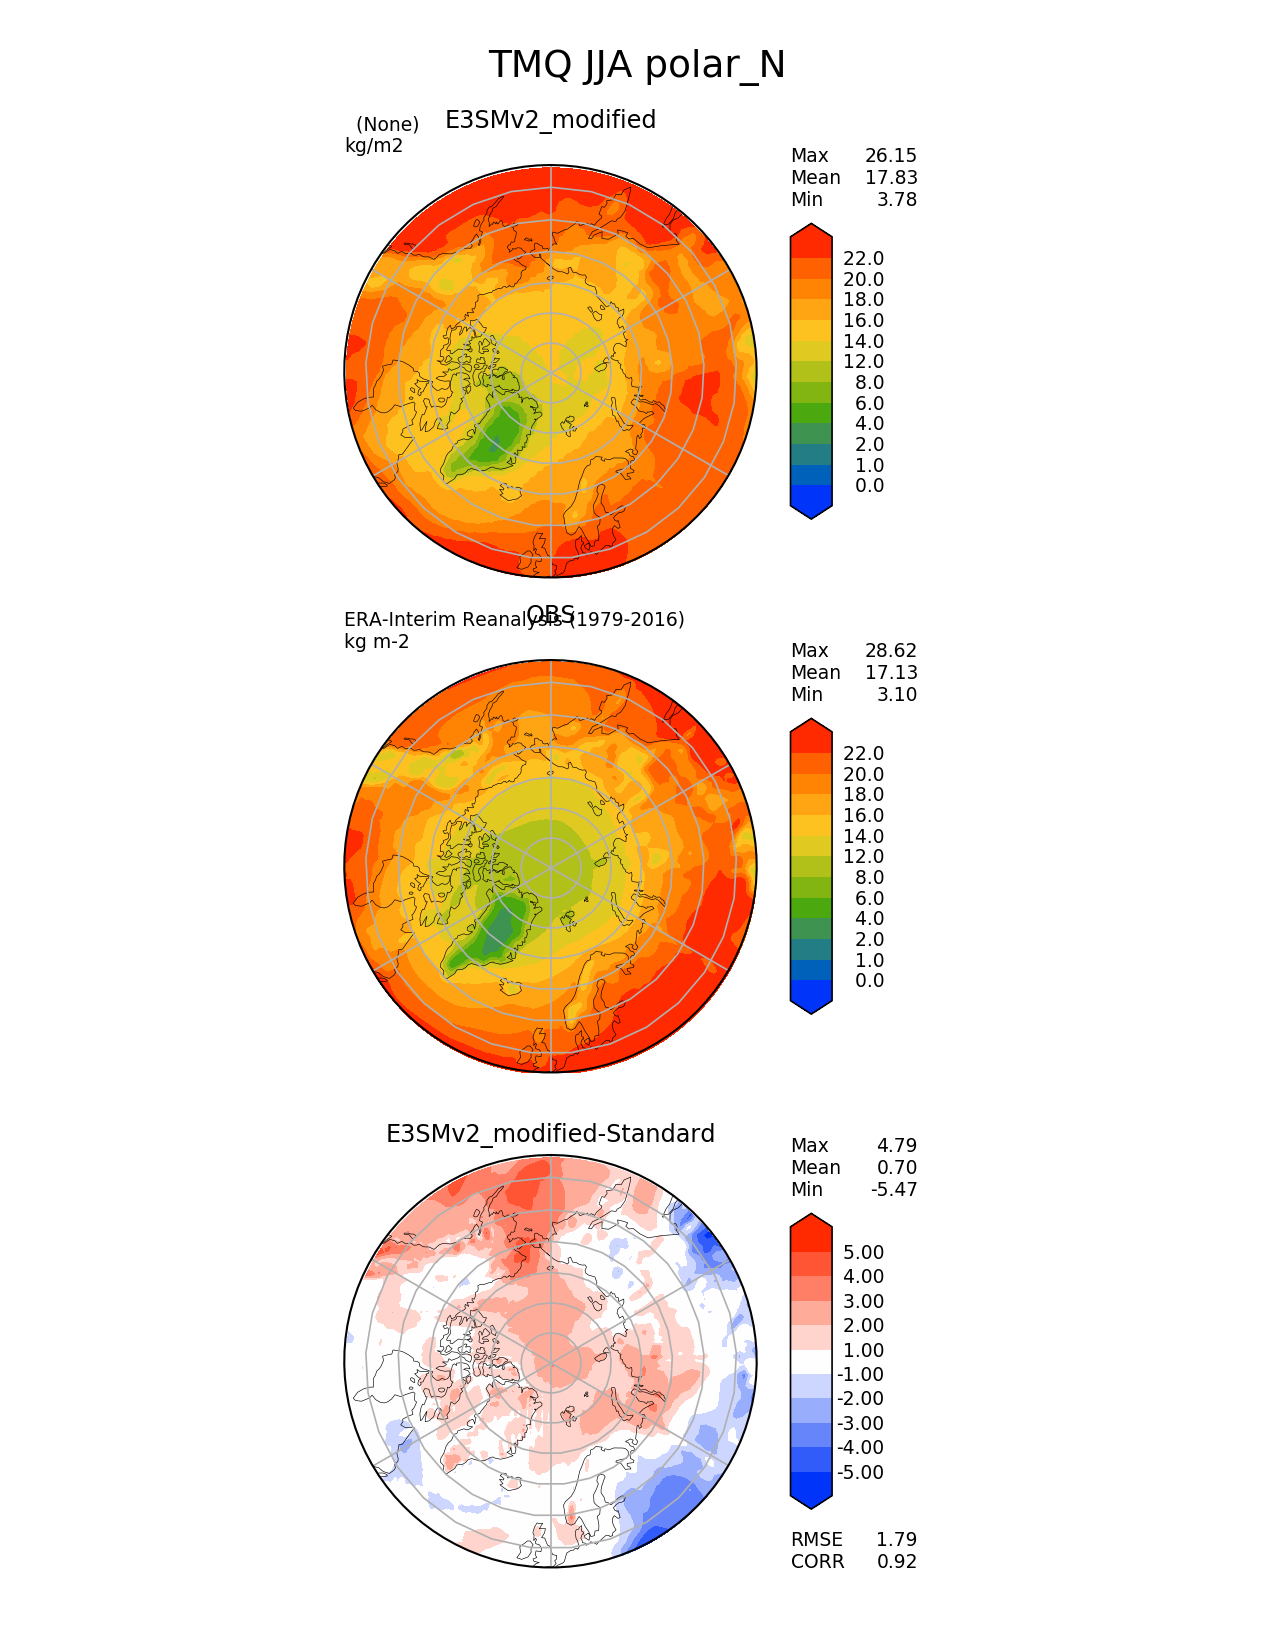 TMQ JJA polar_N
(None) E3SMv2_modified
kg/m2
Max 26.15
Mean 17.83
Min 3.78
22.0
20.0
18.0
16.0
14.0
12.0
8.0
6.0
4.0
2.0
1.0
0.0
OBS
ERA-Interim Reanalysis (1979-2016)
kg m-2
Max 28.62
Mean 17.13
Min 3.10
22.0
20.0
18.0
16.0
14.0
12.0
8.0
6.0
4.0
2.0
1.0
0.0
E3SMv2_modified-Standard
Max 4.79
Mean 0.70
Min -5.47
5.00
4.00
3.00
2.00
1.00
-1.00
-2.00
-3.00
-4.00
-5.00
RMSE 1.79
CORR 0.92